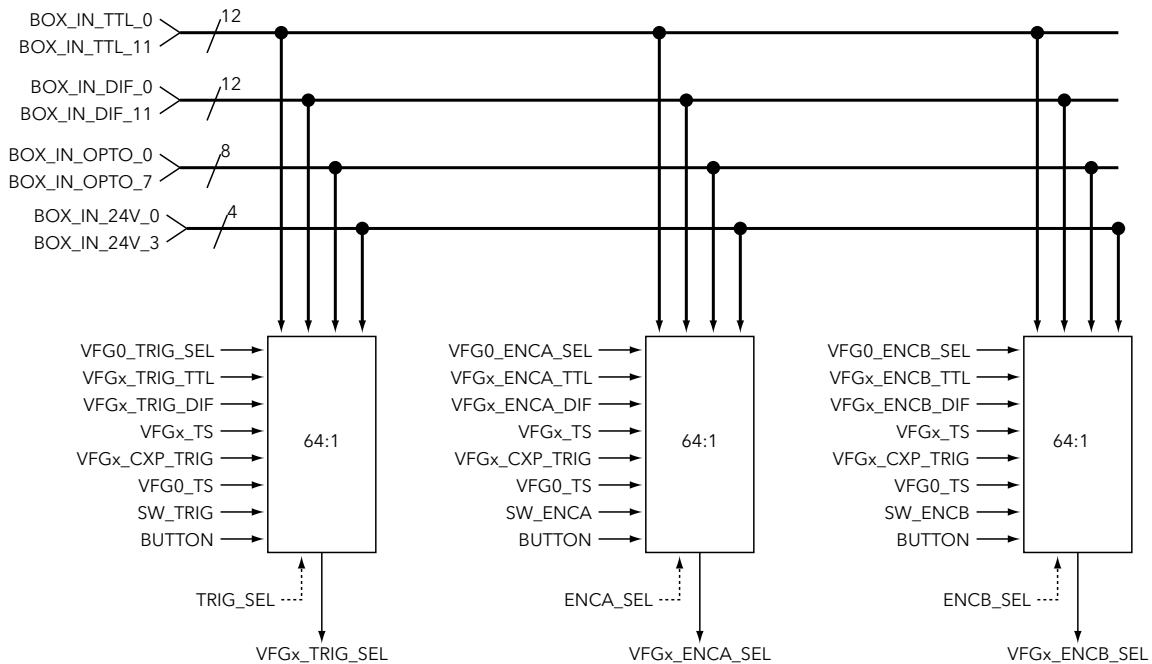 BOX_IN_TTL_0
12
BOX_IN_TTL_11
BOX_IN_DIF_0
12
BOX_IN_DIF_11
BOX_IN_OPTO_0
8
BOX_IN_OPTO_7
BOX_IN_24V_0
4
BOX_IN_24V_3
VFG0_TRIG_SEL
VFGx_TRIG_TTL
VFGx_TRIG_DIF
VFGx_TS
VFGx_CXP_TRIG
VFG0_TS
SW_TRIG
BUTTON
64:1
TRIG_SEL
VFGx_TRIG_SEL
VFG0_ENCA_SEL
VFGx_ENCA_TTL
VFGx_ENCA_DIF
VFGx_TS
VFGx_CXP_TRIG
VFG0_TS
SW_ENCA
BUTTON
64:1
ENCA_SEL
VFGx_ENCA_SEL
VFG0_ENCB_SEL
VFGx_ENCB_TTL
VFGx_ENCB_DIF
VFGx_TS
VFGx_CXP_TRIG
VFG0_TS
SW_ENCB
BUTTON
64:1
ENCB_SEL
VFGx_ENCB_SEL